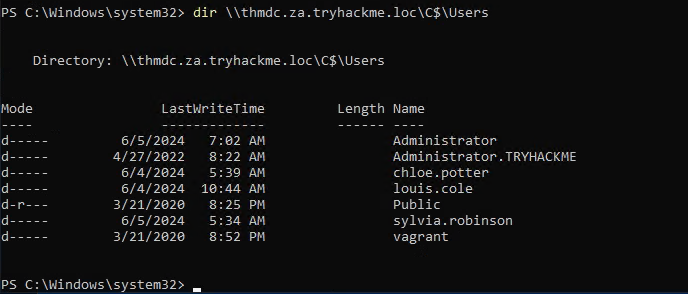 PS C:\Windows\system32> dir \\thmdc.za.tryhackme.loc\C$\Users
Directory: \\thmdc.za.tryhackme.loc\C$\Users
Mode                LastWriteTime         Length Name
----                -------------         ------ ----
d-----         6/5/2024   7:02 AM                Administrator
d-----        4/27/2022   8:22 AM                Administrator.TRYHACKME
d-----         6/4/2024   5:39 AM                chloe.potter
d-----         6/4/2024  10:44 AM                louis.cole
d-r---        3/21/2020   8:25 PM                Public
d-----         6/5/2024   5:34 AM                sylvia.robinson
d-----        3/21/2020   8:52 PM                vagrant
PS C:\Windows\system32>